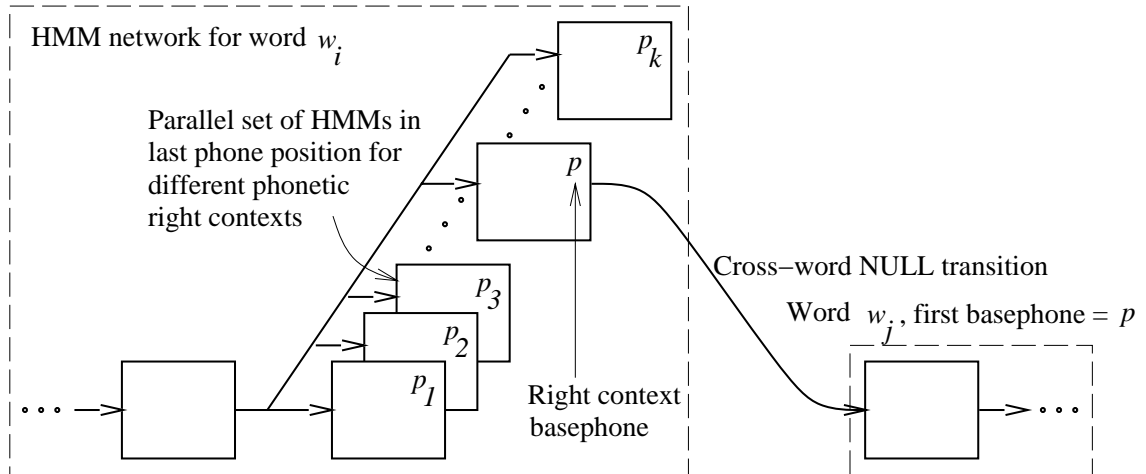 HMM network for word w_i
p_k
Parallel set of HMMs in
last phone position for
different phonetic
right contexts
p
Cross−word NULL transition
p_3
Word w_j, first basephone = p
p_2
p_1
Right context
basephone